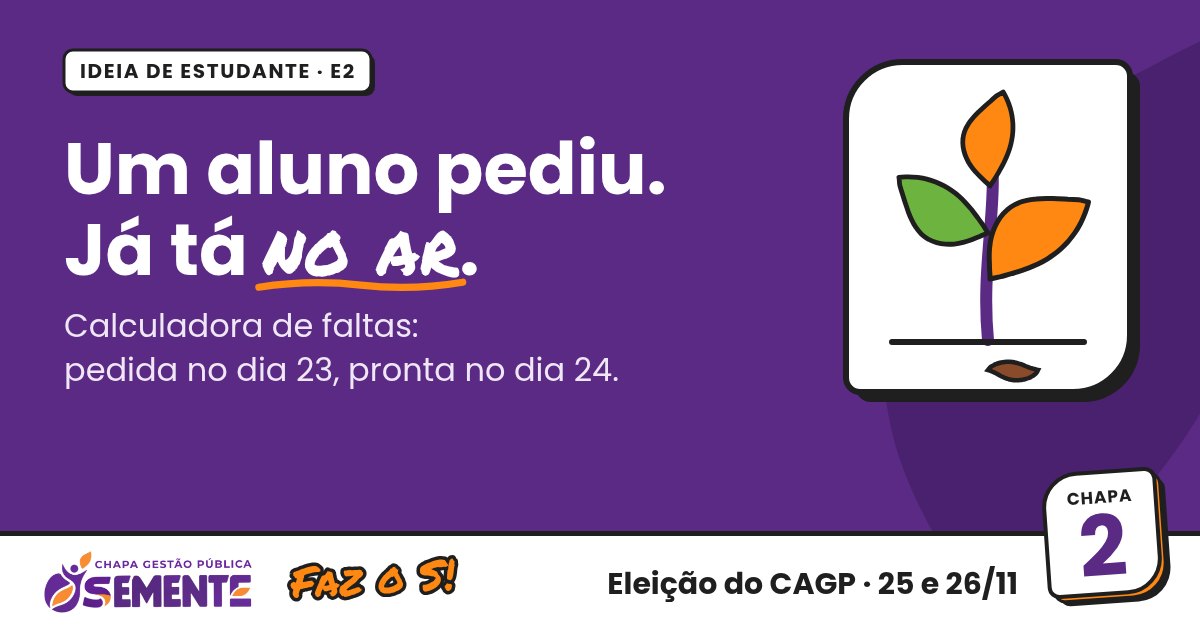 IDEIA DE ESTUDANTE · E2
Um aluno pediu.
Já tá NO AR.
Calculadora de faltas:
pedida no dia 23, pronta no dia 24.
CHAPA GESTÃO PÚBLICA
SEMENTE
FAZ O S!
Eleição do CAGP · 25 e 26/11
CHAPA
2